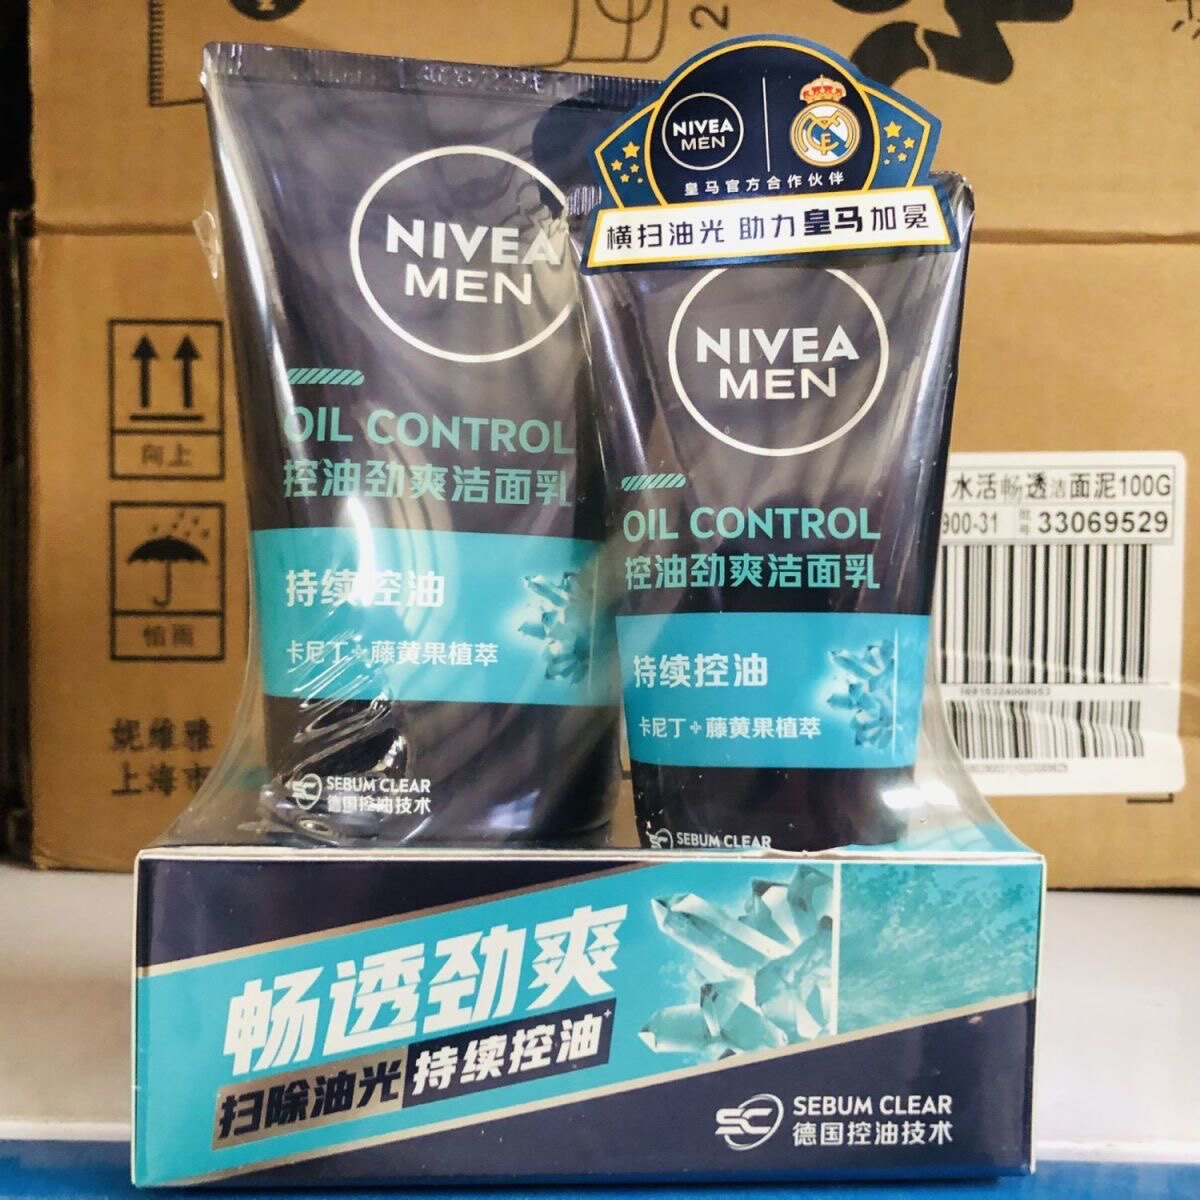 NIVEA
MEN
皇马官方合作伙伴
横扫油光 助力皇马加冕
NIVEA
MEN
OIL CONTROL
控油劲爽洁面乳
持续控油
卡尼丁+藤黄果植萃
SEBUM CLEAR
德国控油技术
NIVEA
MEN
OIL CONTROL
控油劲爽洁面乳
持续控油
卡尼丁+藤黄果植萃
SEBUM CLEAR
畅透劲爽
扫除油光 持续控油+
SC SEBUM CLEAR
德国控油技术
2
向上
怕雨
妮维雅
上海市
水活畅透洁面泥100G
900-31 批号 33069529